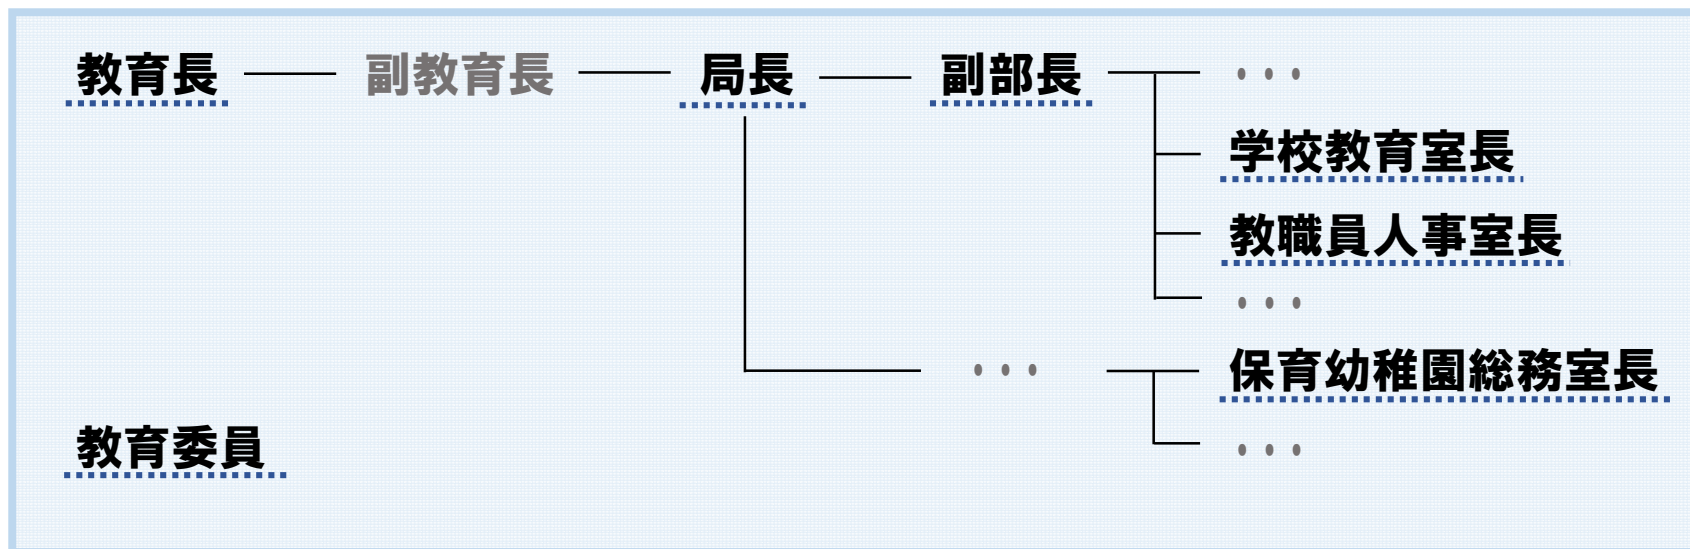 教育長 副教育長 局長 副部長 ・・・
学校教育室長
教職員人事室長
・・・
・・・ 保育幼稚園総務室長
教育委員 ・・・